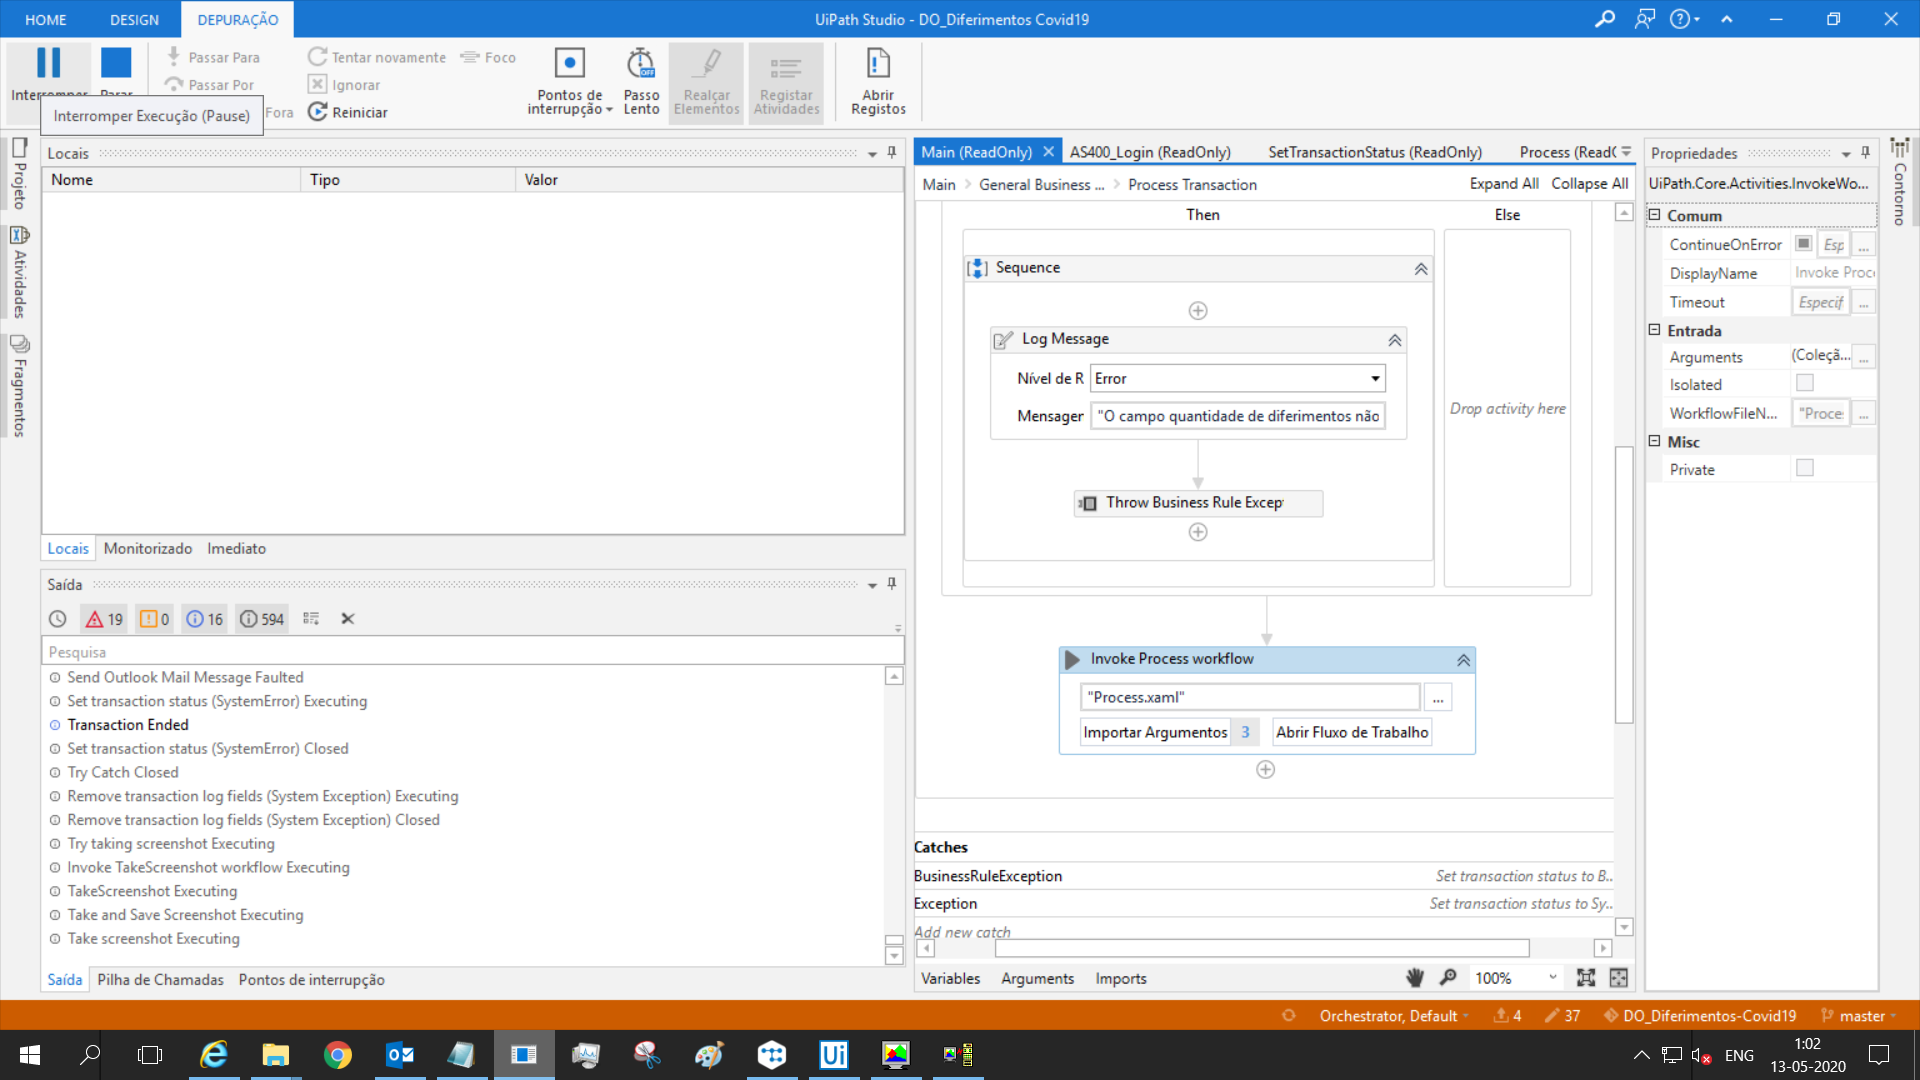 HOME
DESIGN
DEPURAÇÃO
UiPath Studio - DO_Diferimentos Covid19
Interromper
Parar
Interromper Execução (Pause)
Passar Para
Passar Por
Fora
Tentar novamente
Foco
Ignorar
Reiniciar
Pontos de
interrupção
Passo
Lento
OFF
Realçar
Elementos
Registar
Atividades
Abrir
Registos
Projeto
Atividades
Fragmentos
Locais
Nome
Tipo
Valor
Locais
Monitorizado
Imediato
Saída
19
0
16
594
Pesquisa
Send Outlook Mail Message Faulted
Set transaction status (SystemError) Executing
Transaction Ended
Set transaction status (SystemError) Closed
Try Catch Closed
Remove transaction log fields (System Exception) Executing
Remove transaction log fields (System Exception) Closed
Try taking screenshot Executing
Invoke TakeScreenshot workflow Executing
TakeScreenshot Executing
Take and Save Screenshot Executing
Take screenshot Executing
Saída
Pilha de Chamadas
Pontos de interrupção
Main (ReadOnly)
AS400_Login (ReadOnly)
SetTransactionStatus (ReadOnly)
Process (Read(
Main > General Business ... > Process Transaction
Expand All
Collapse All
Then
Else
Sequence
Log Message
Nível de R
Error
Mensager
"O campo quantidade de diferimentos não
Throw Business Rule Excep
Drop activity here
Invoke Process workflow
"Process.xaml"
...
Importar Argumentos
3
Abrir Fluxo de Trabalho
Catches
BusinessRuleException
Set transaction status to B..
Exception
Set transaction status to Sy..
Add new catch
Variables
Arguments
Imports
100%
Propriedades
UiPath.Core.Activities.InvokeWo...
Comum
ContinueOnError
Esp
...
DisplayName
Invoke Proc
Timeout
Especif
...
Entrada
Arguments
(Coleçã...
...
Isolated
WorkflowFileN...
"Proce:
...
Misc
Private
Contorno
Orchestrator, Default
4
37
DO_Diferimentos-Covid19
master
Ui
ENG
1:02
13-05-2020